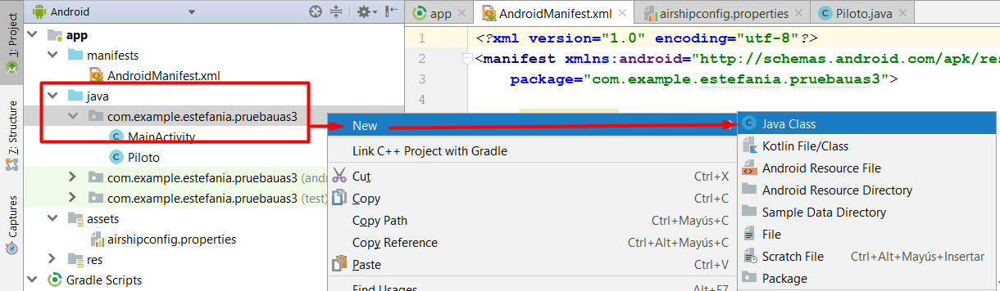 1: Project
7: Structure
Captures
Android
app
manifests
AndroidManifest.xml
java
com.example.estefania.pruebauas3
MainActivity
Piloto
com.example.estefania.pruebauas3
com.example.estefania.pruebauas3 (test)
assets
airshipconfig.properties
res
Gradle Scripts
app
AndroidManifest.xml
airshipconfig.properties
Piloto.java
1 <?xml version="1.0" encoding="utf-8"?>
2 <manifest xmlns:android="http://schemas.android.com/apk/res
3 package="com.example.estefania.pruebauas3">
4
New
Link C++ Project with Gradle
Cut Ctrl+X
Copy Ctrl+C
Copy Path Ctrl+Mayús+C
Copy Reference Ctrl+Alt+Mayús+C
Paste Ctrl+V
Find Usages Alt+F7
Java Class
Kotlin File/Class
Android Resource File
Android Resource Directory
Sample Data Directory
File
Scratch File Ctrl+Alt+Mayús+Insertar
Package